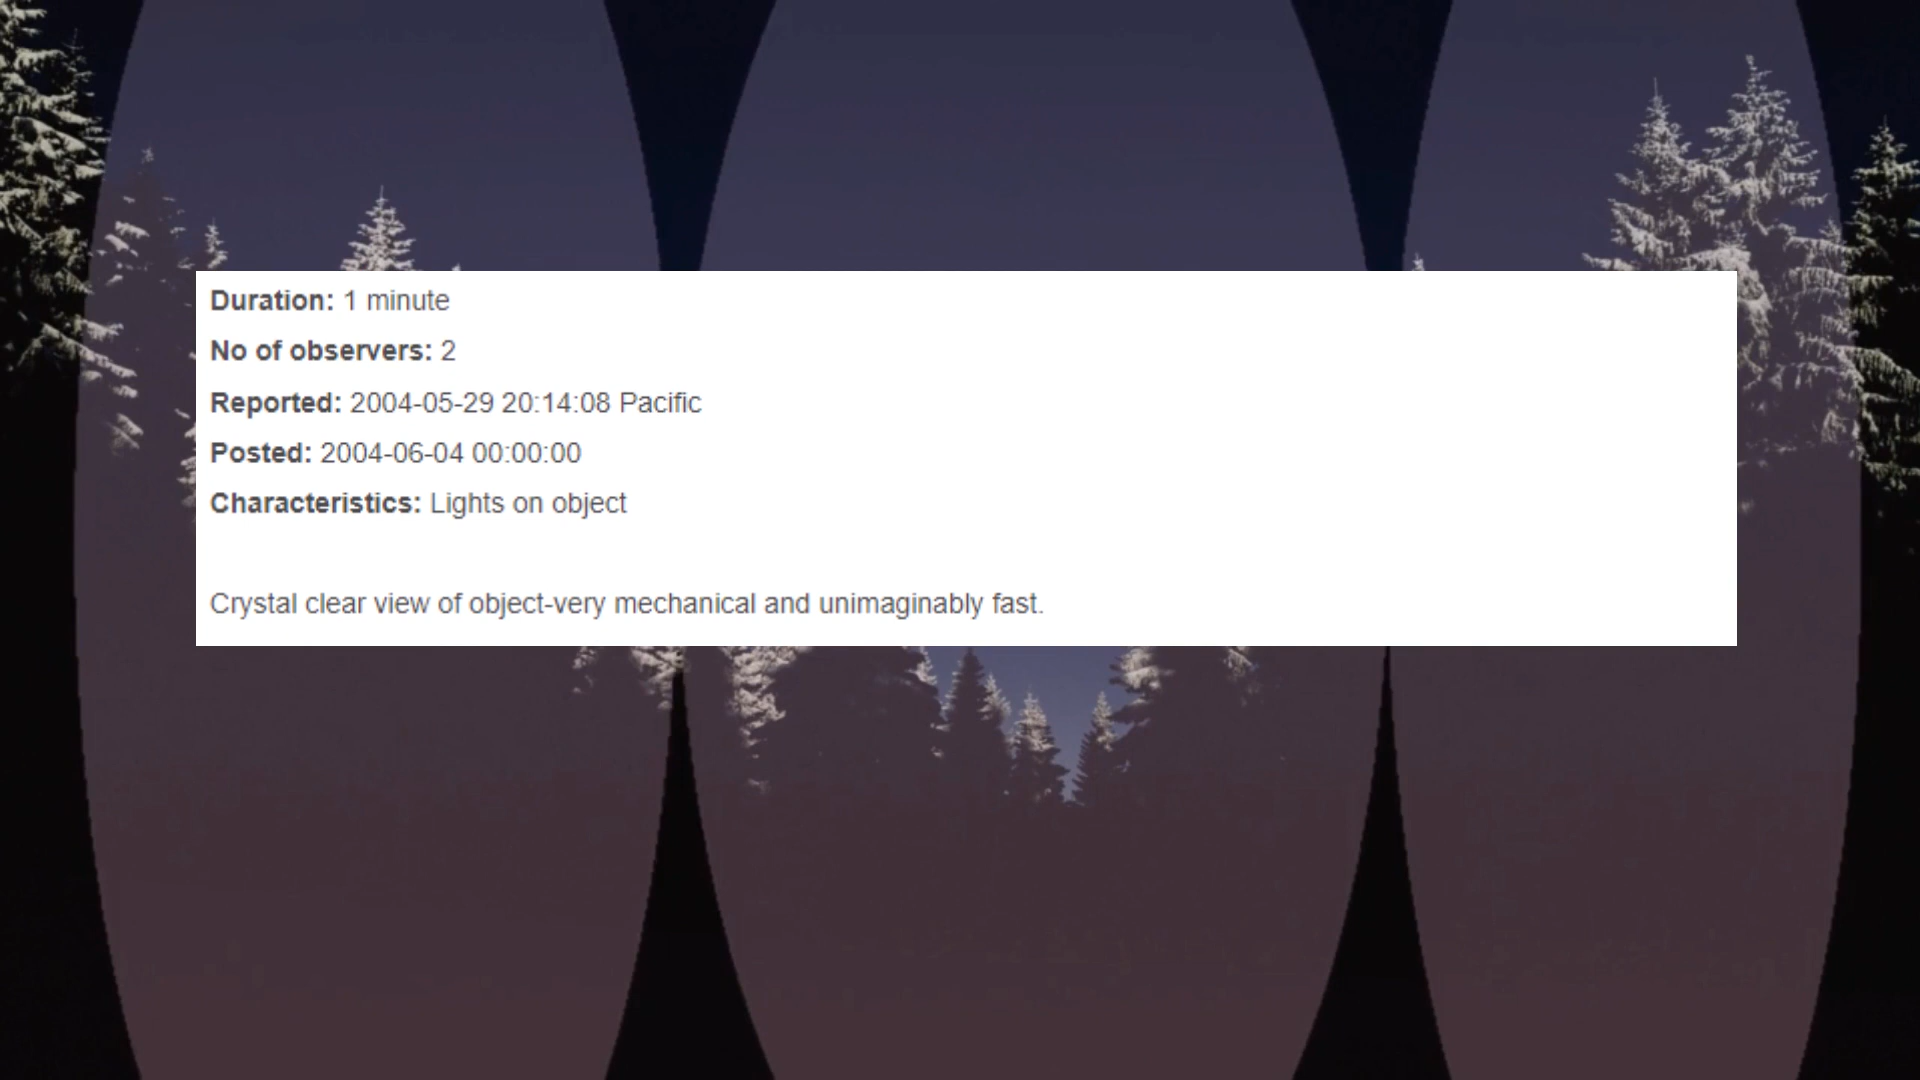 Duration: 1 minute
No of observers: 2
Reported: 2004-05-29 20:14:08 Pacific
Posted: 2004-06-04 00:00:00
Characteristics: Lights on object
Crystal clear view of object-very mechanical and unimaginably fast.